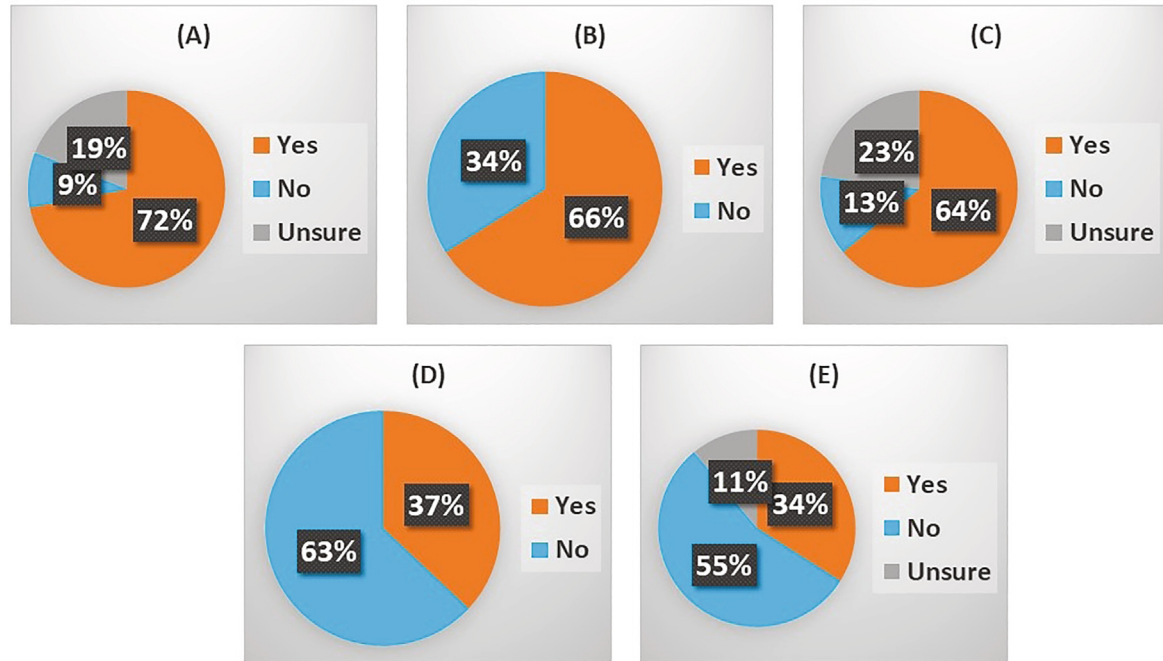 (A)
19%
9%
72%
Yes
No
Unsure
(B)
34%
66%
Yes
No
(C)
23%
13%
64%
Yes
No
Unsure
(D)
37%
63%
Yes
No
(E)
11%
34%
55%
Yes
No
Unsure